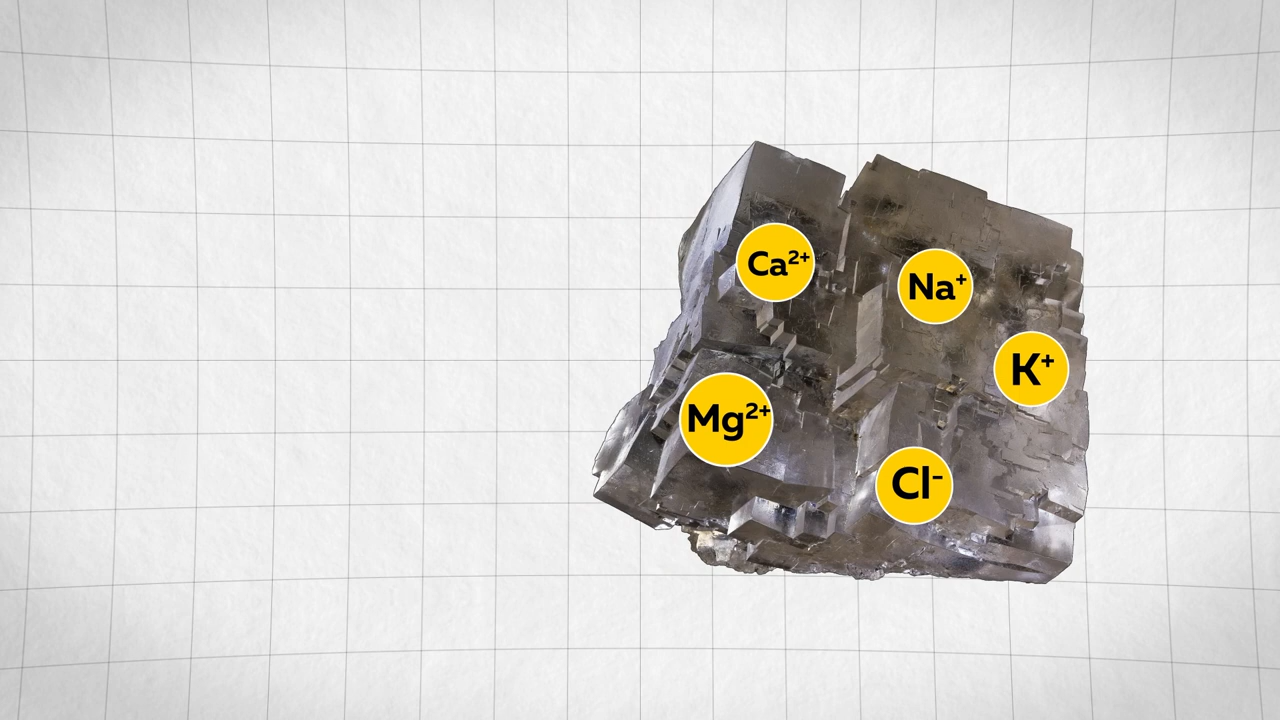 Ca²⁺
Na⁺
K⁺
Mg²⁺
Cl⁻